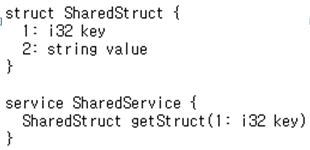 struct SharedStruct {
  1: i32 key
  2: string value
}

service SharedService {
  SharedStruct getStruct(1: i32 key)
}